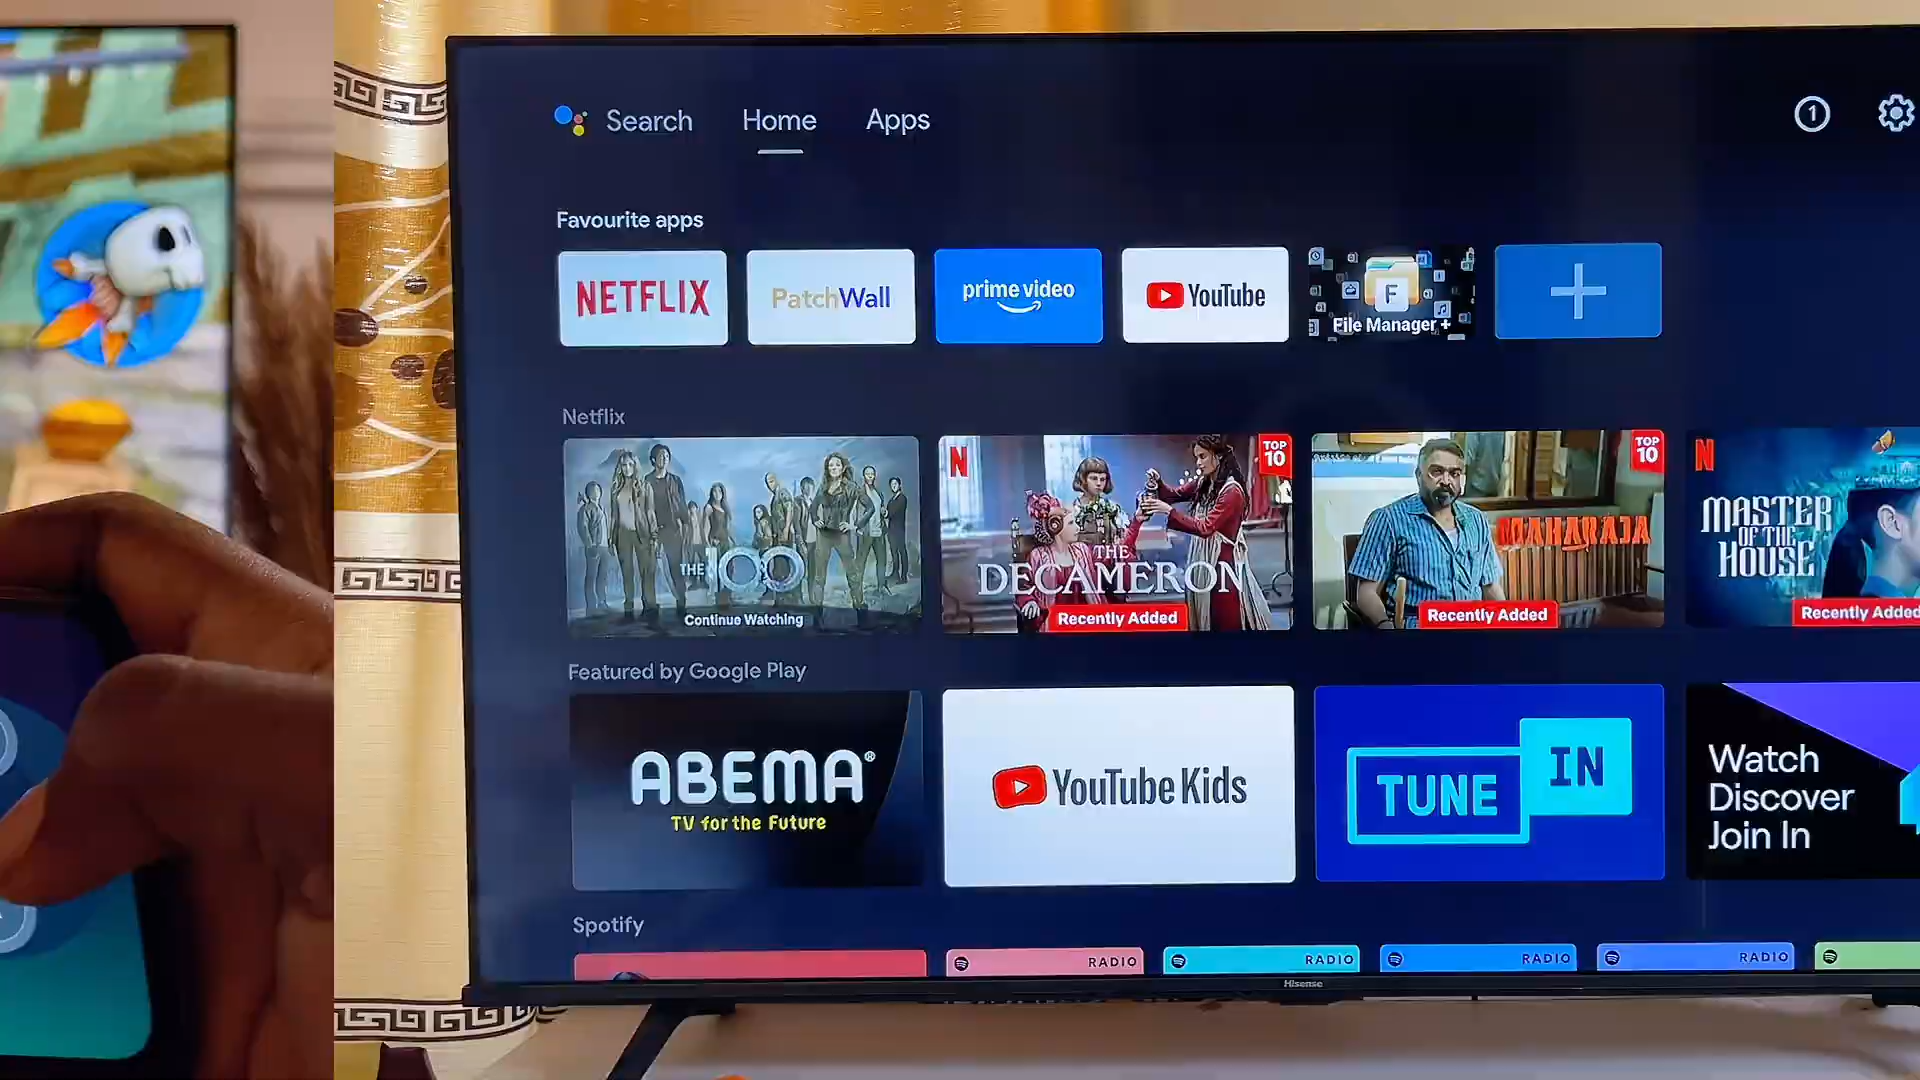 Search
Home
Apps
1
Favourite apps
NETFLIX
PatchWall
prime video
YouTube
F
File Manager +
Netflix
THE 100
Continue Watching
N
TOP
10
THE
DECAMERON
Recently Added
TOP
10
MAHARAJA
Recently Added
N
MASTER
OF THE
HOUSE
Recently Added
Featured by Google Play
ABEMA®
TV for the Future
YouTube Kids
TUNE IN
Watch
Discover
Join In
Spotify
RADIO
RADIO
RADIO
RADIO
Hisense